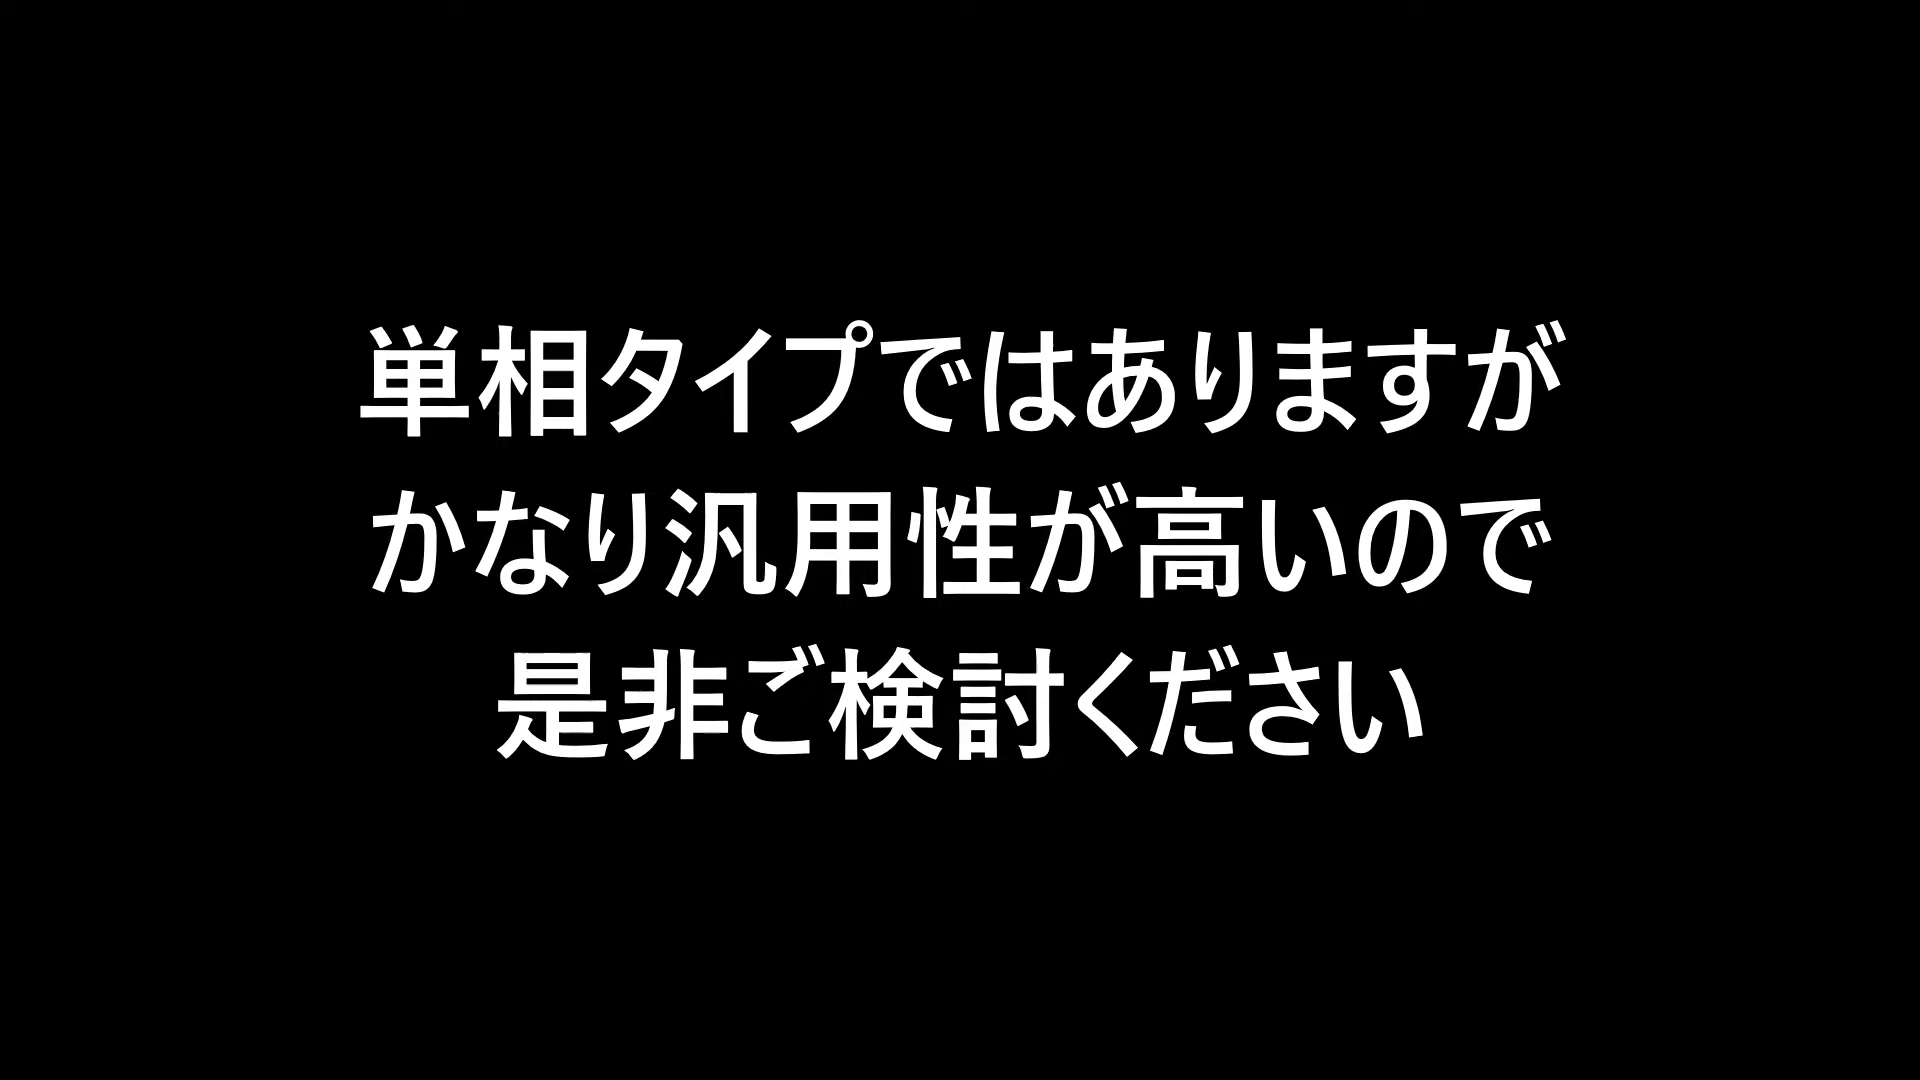 単相タイプではありますが
かなり汎用性が高いので
是非ご検討ください